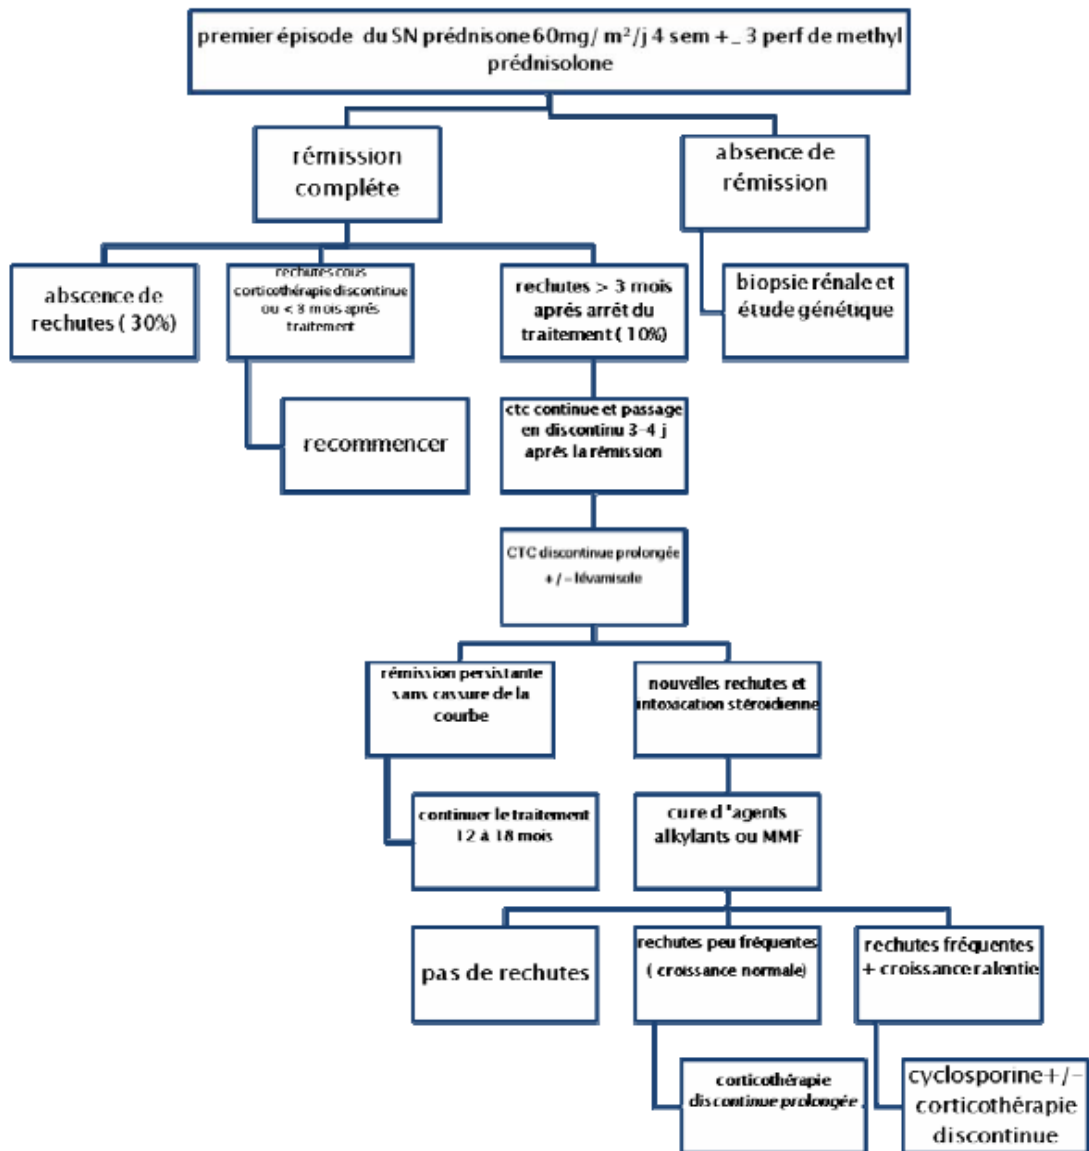 premier épisode du SN prédnisone 60mg/ m²/j 4 sem +_ 3 perf de methyl
prédnisolone
rémission
compléte
absence de
rémission
abscence de
rechutes ( 30%)
rechutes sous
corticothérapie discontinue
ou < 3 mois aprés
traitement
rechutes > 3 mois
aprés arrêt du
traitement ( 10%)
biopsie rénale et
étude génétique
recommencer
ctc continue et passage
en discontinu 3-4 j
aprés la rémission
CTC discontinue prolongée
+/- lévamisole
rémission persistante
sans cassure de la
courbe
nouvelles rechutes et
intoxication stéroidienne
continuer le traitement
12 à 18 mois
cure d'agents
alkylants ou MMF
pas de rechutes
rechutes peu fréquentes
( croissance normale)
rechutes fréquentes
+ croissance ralentie
corticothérapie
discontinue prolongée .
cyclosporine+/-
corticothérapie
discontinue